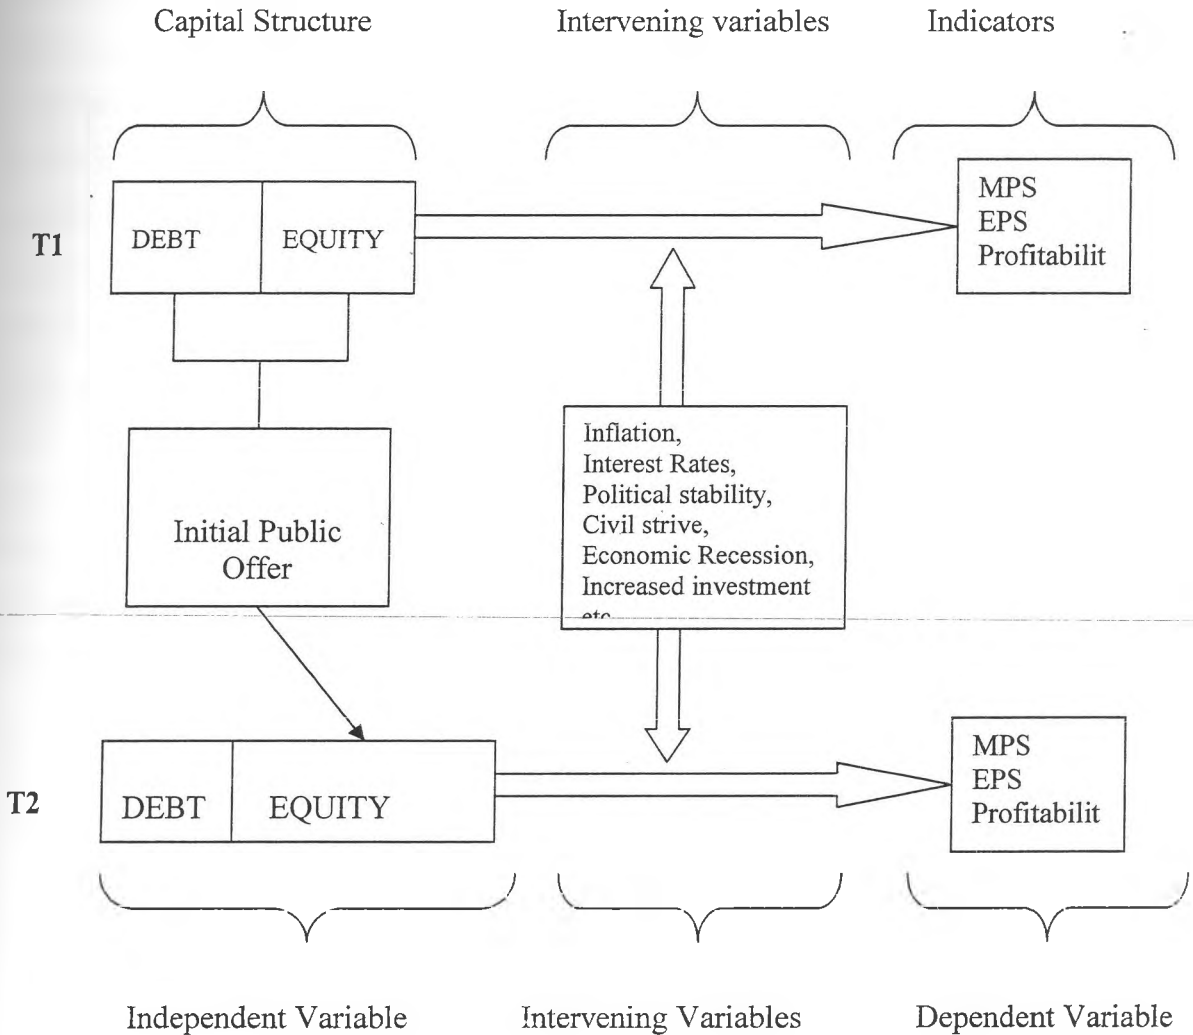 Capital Structure
Intervening variables
Indicators
T1
DEBT
EQUITY
MPS
EPS
Profitabilit
Initial Public
Offer
Inflation,
Interest Rates,
Political stability,
Civil strive,
Economic Recession,
Increased investment
etc
T2
DEBT
EQUITY
MPS
EPS
Profitabilit
Independent Variable
Intervening Variables
Dependent Variable